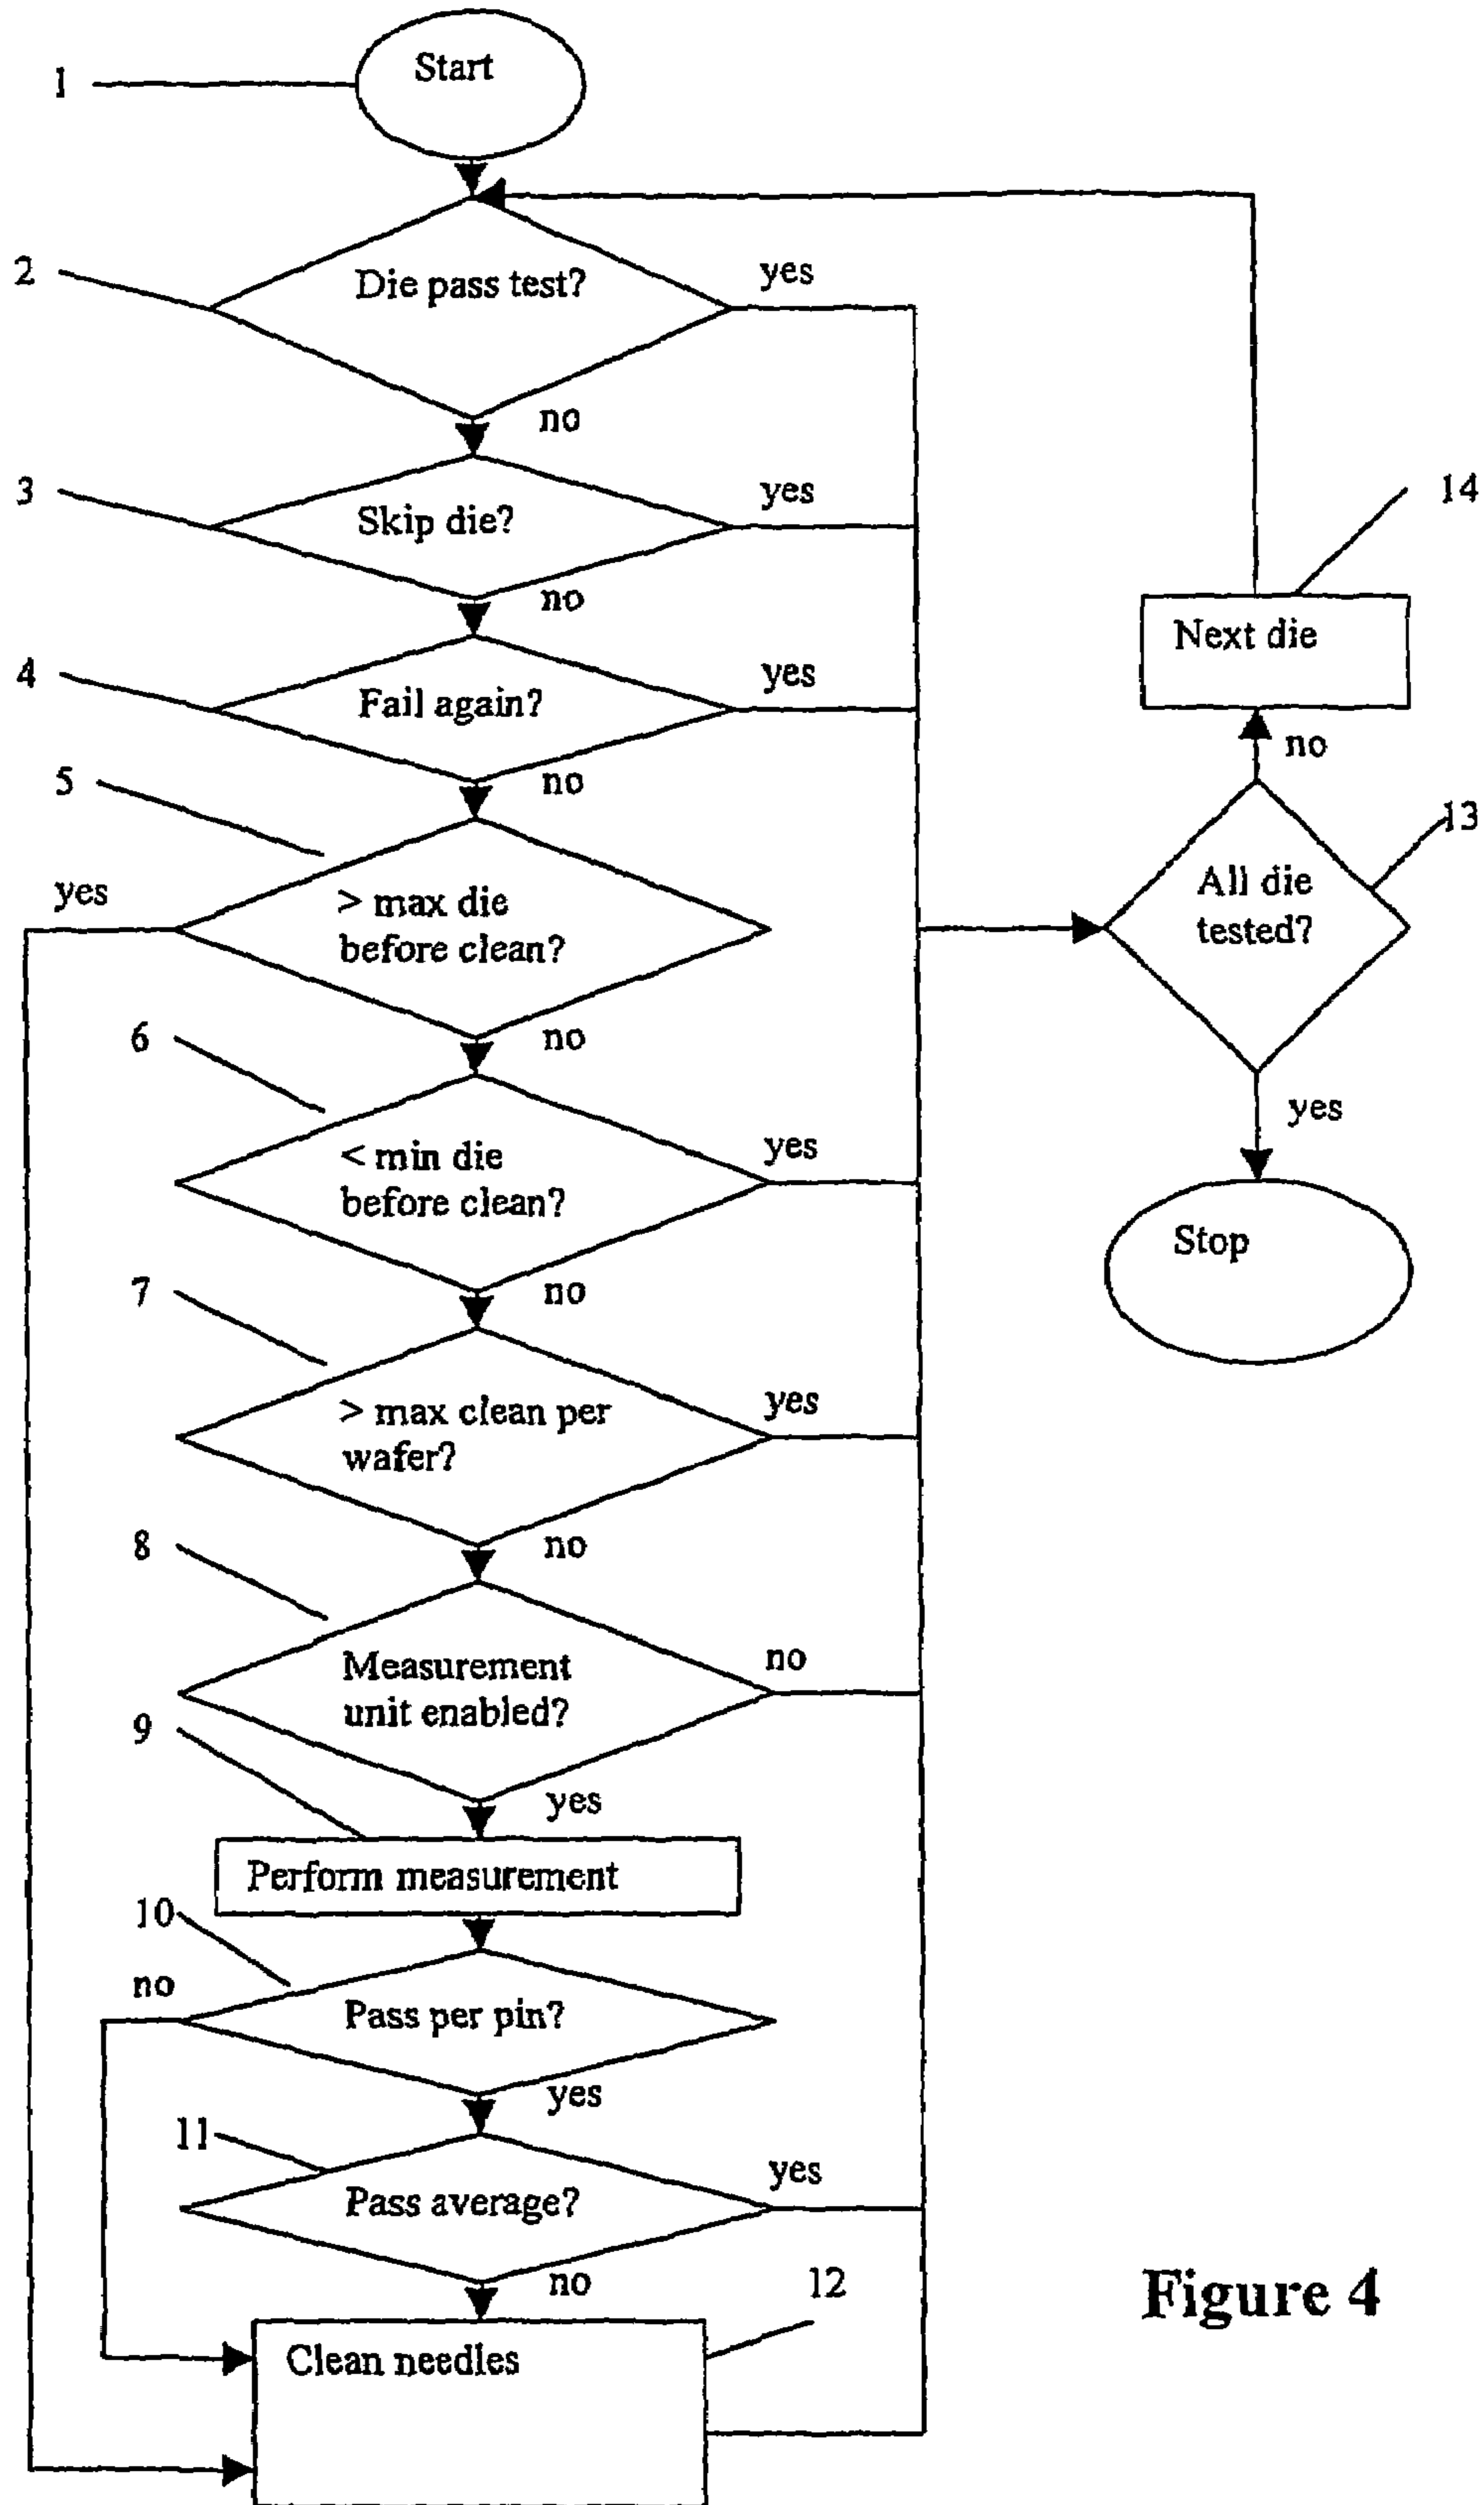 1
Start
2
Die pass test?
yes
no
3
Skip die?
yes
no
14
Next die
4
Fail again?
yes
no
no
5
yes
> max die
before clean?
no
13
All die
tested?
yes
6
< min die
before clean?
yes
no
Stop
7
> max clean per
wafer?
yes
no
8
Measurement
unit enabled?
no
yes
9
Perform measurement
10
no
Pass per pin?
yes
11
Pass average?
yes
no
12
Clean needles
Figure 4